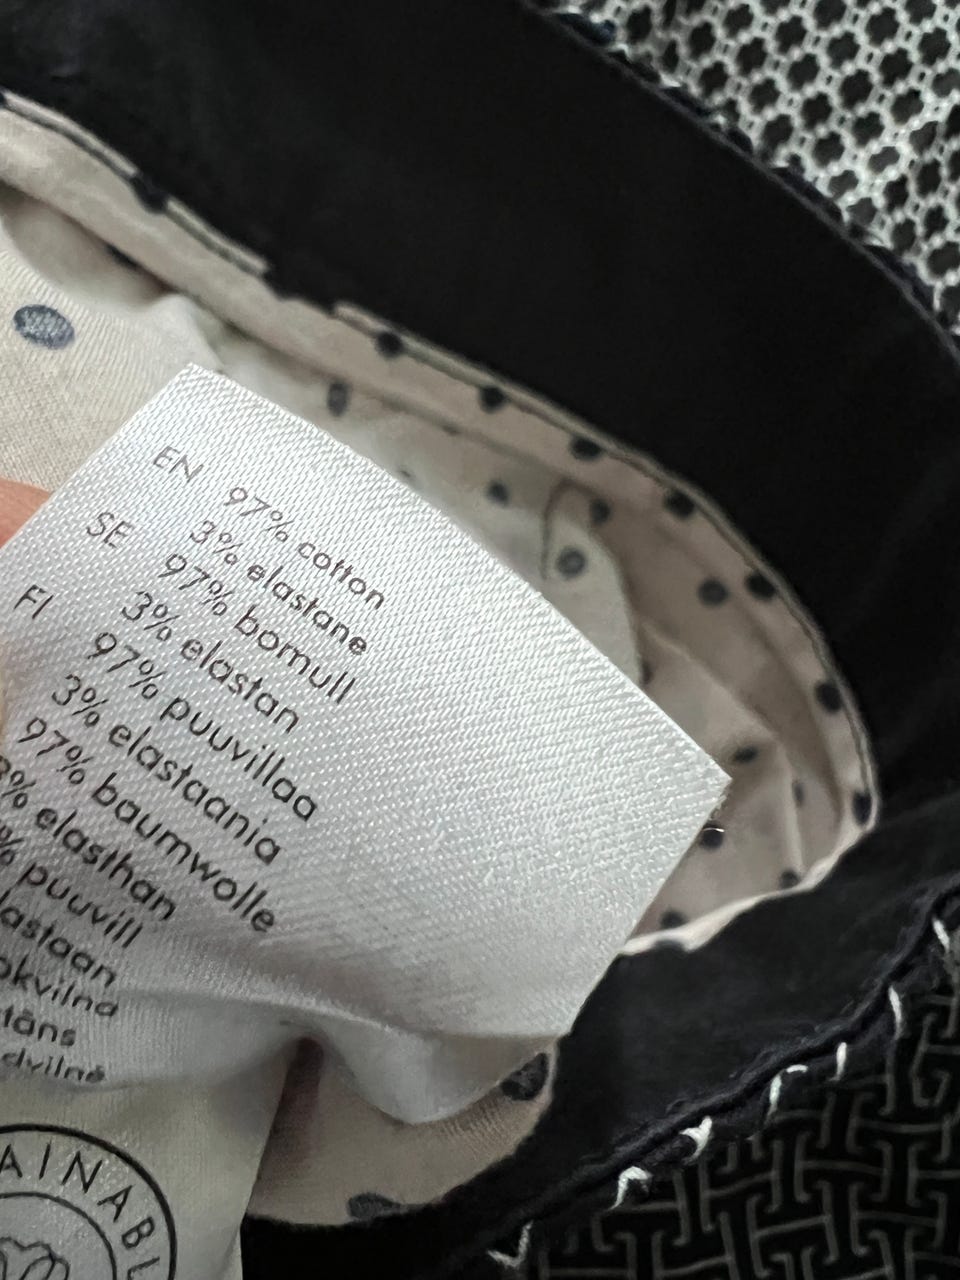 EN 97% cotton
3% elastane
SE 97% bomull
3% elastan
FI 97% puuvillaa
3% elastaania
97% baumwolle
3% elasthan
% puuvill